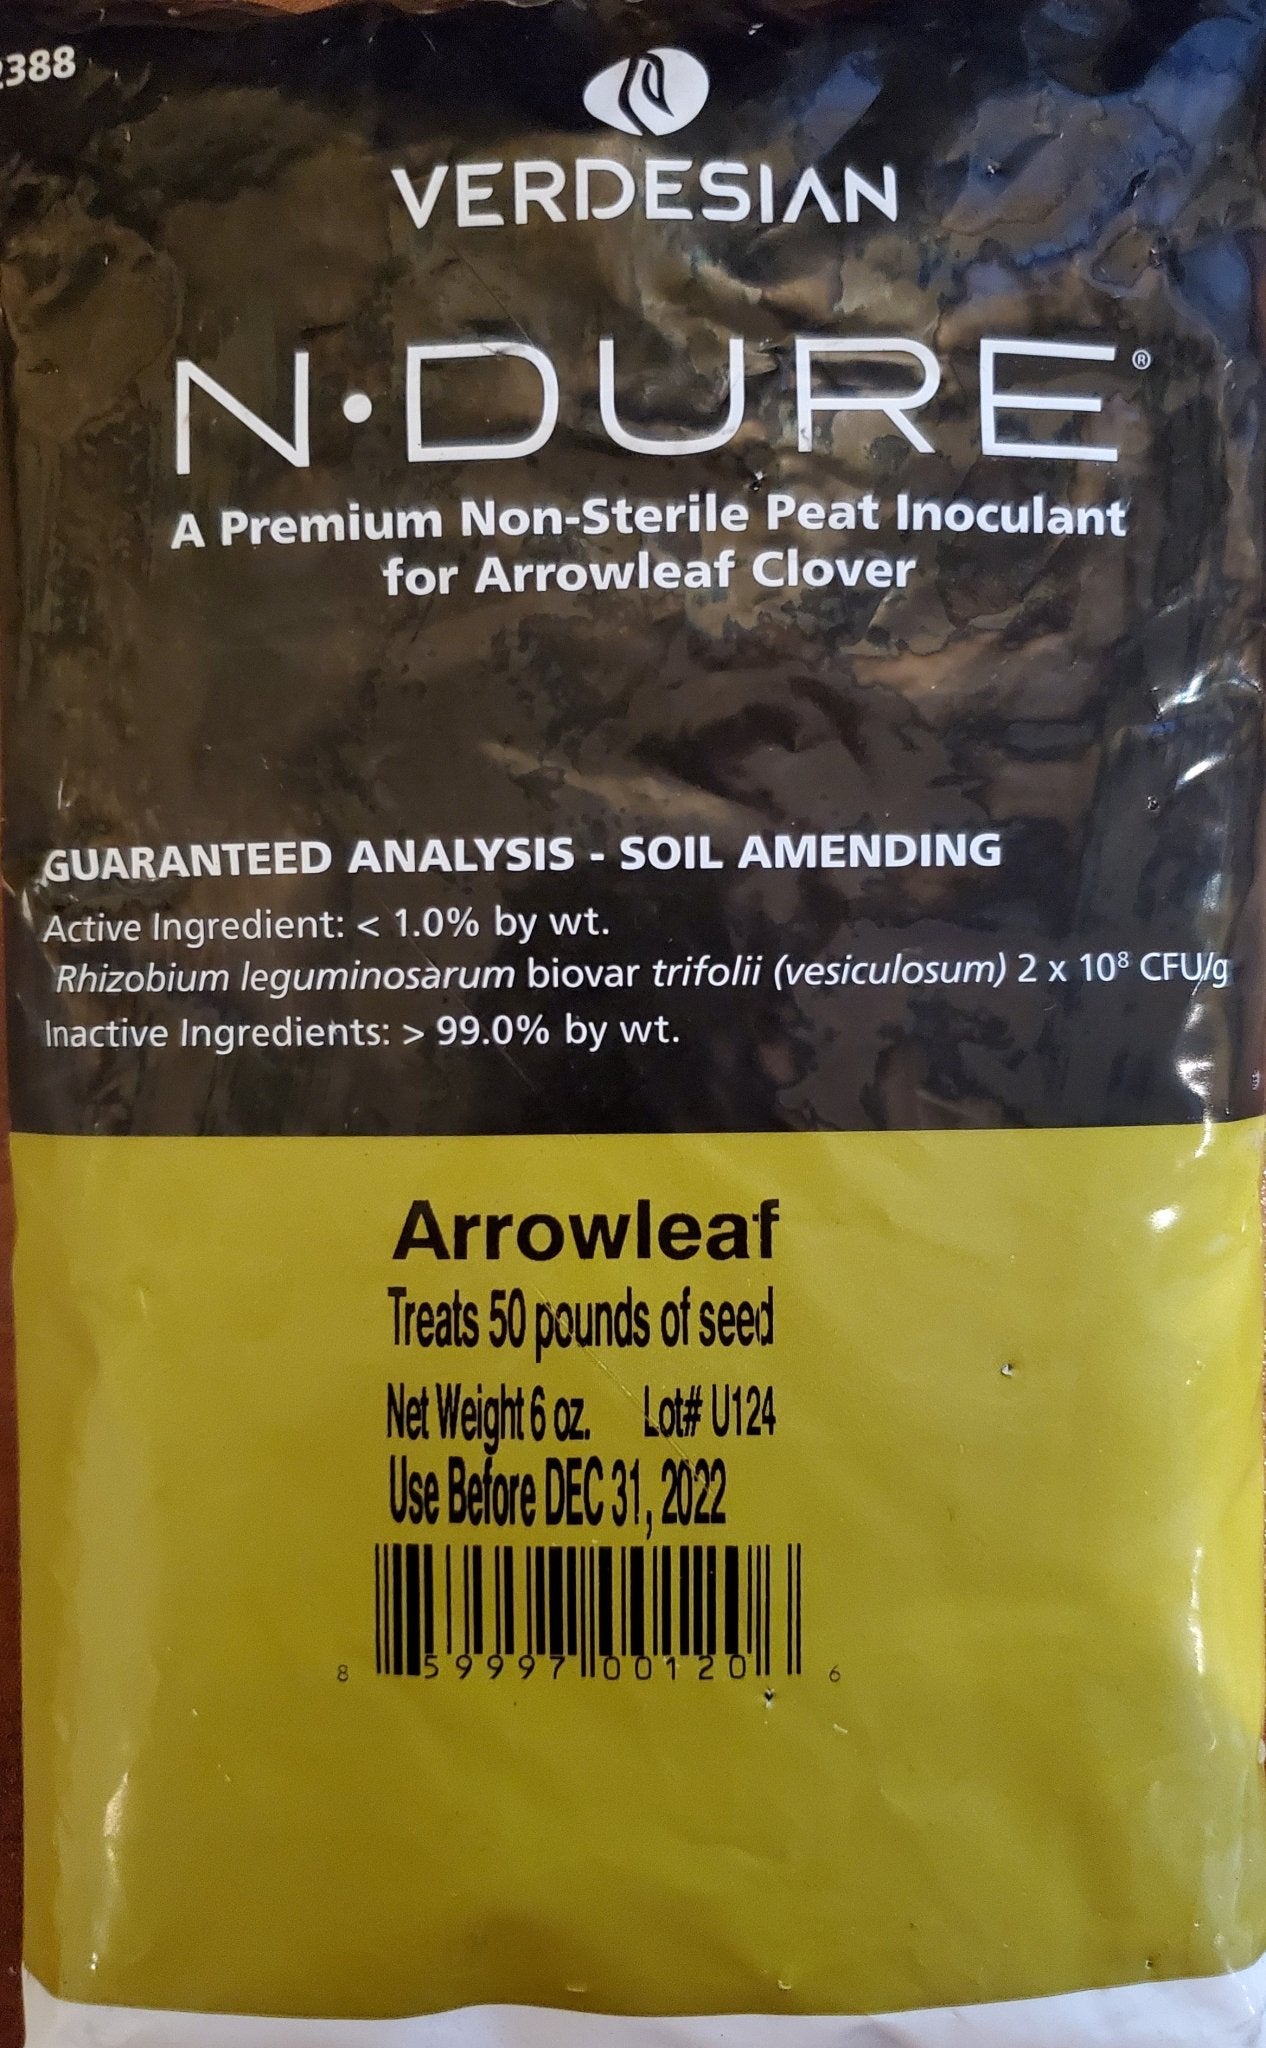 2388
VERDESIAN
N·DURE®
A Premium Non-Sterile Peat Inoculant
for Arrowleaf Clover
GUARANTEED ANALYSIS - SOIL AMENDING
Active Ingredient: < 1.0% by wt.
Rhizobium leguminosarum biovar trifolii (vesiculosum) 2 x 10⁸ CFU/g
Inactive Ingredients: > 99.0% by wt.
Arrowleaf
Treats 50 pounds of seed
Net Weight 6 oz. Lot# U124
Use Before DEC 31, 2022
8 59997 00120 6